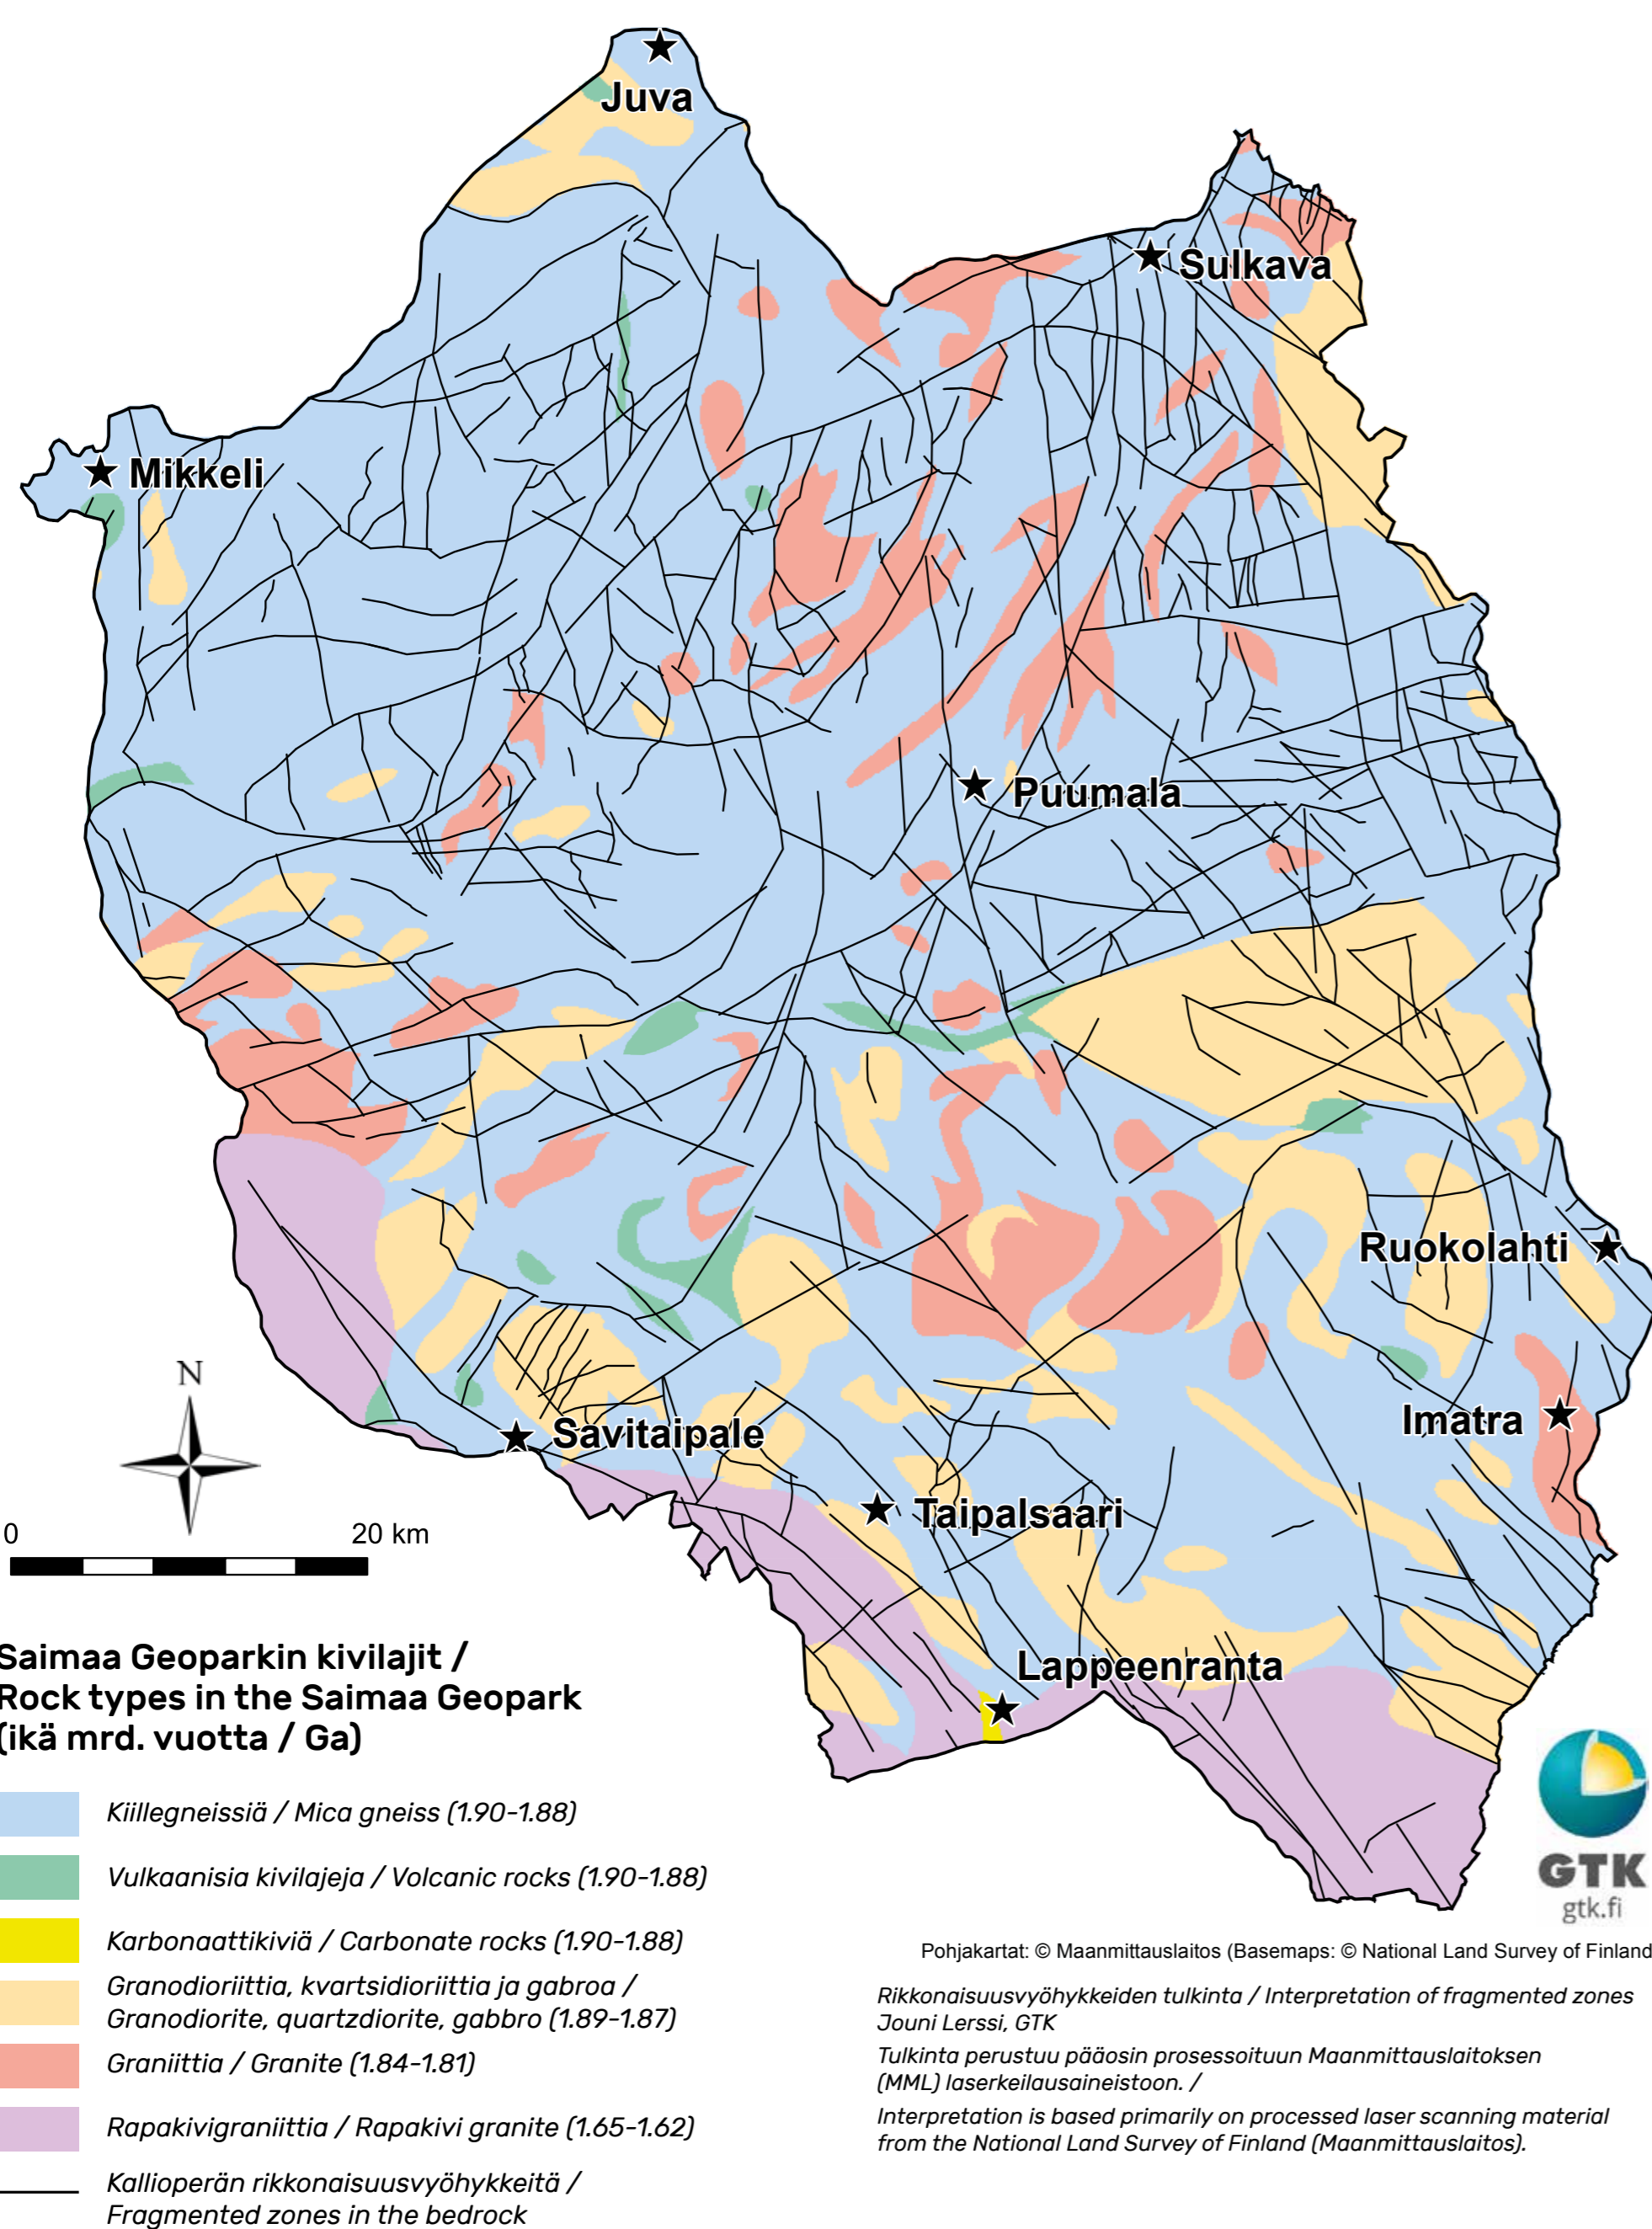 Juva
Sulkava
Mikkeli
Puumala
Ruokolahti
Imatra
Savitaipale
Taipalsaari
Lappeenranta
N
0 20 km
Saimaa Geoparkin kivilajit /
Rock types in the Saimaa Geopark
(ikä mrd. vuotta / Ga)
Kiillegneissiä / Mica gneiss (1.90-1.88)
Vulkaanisia kivilajeja / Volcanic rocks (1.90-1.88)
Karbonaattikiviä / Carbonate rocks (1.90-1.88)
Granodioriittia, kvartsidioriittia ja gabroa /
Granodiorite, quartzdiorite, gabbro (1.89-1.87)
Graniittia / Granite (1.84-1.81)
Rapakivigraniittia / Rapakivi granite (1.65-1.62)
Kallioperän rikkonaisuusvyöhykkeitä /
Fragmented zones in the bedrock
GTK
gtk.fi
Pohjakartat: © Maanmittauslaitos (Basemaps: © National Land Survey of Finland
Rikkonaisuusvyöhykkeiden tulkinta / Interpretation of fragmented zones
Jouni Lerssi, GTK
Tulkinta perustuu pääosin prosessoituun Maanmittauslaitoksen
(MML) laserkeilausaineistoon. /
Interpretation is based primarily on processed laser scanning material
from the National Land Survey of Finland (Maanmittauslaitos).